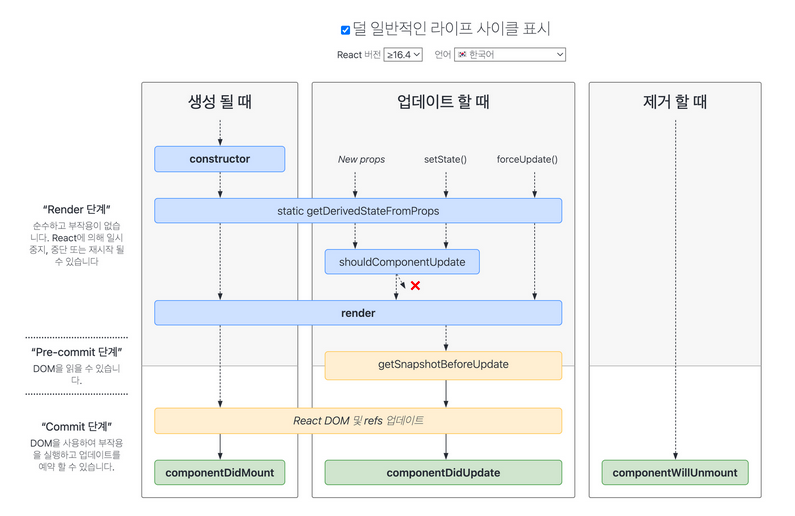 덜 일반적인 라이프 사이클 표시
React 버전 ≥16.4 언어 🇰🇷 한국어
생성 될 때
업데이트 할 때
제거 할 때
constructor
New props
setState()
forceUpdate()
“Render 단계”
순수하고 부작용이 없습
니다. React에 의해 일시
중지, 중단 또는 재시작 될
수 있습니다
static getDerivedStateFromProps
shouldComponentUpdate
render
“Pre-commit 단계”
DOM을 읽을 수 있습니
다.
getSnapshotBeforeUpdate
“Commit 단계”
DOM을 사용하여 부작용
을 실행하고 업데이트를
예약 할 수 있습니다.
React DOM 및 refs 업데이트
componentDidMount
componentDidUpdate
componentWillUnmount